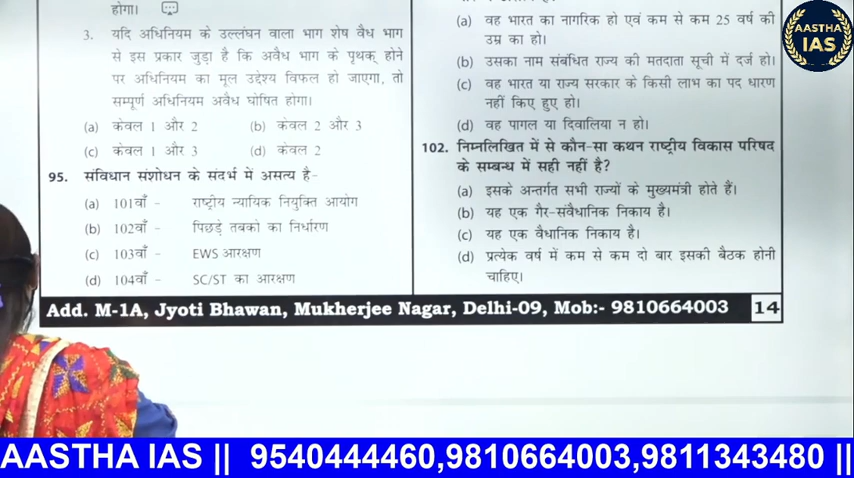 होगा।
3. यदि अधिनियम के उल्लंघन वाला भाग शेष वैध भाग
से इस प्रकार जुड़ा है कि अवैध भाग के पृथक् होने
पर अधिनियम का मूल उद्देश्य विफल हो जाएगा, तो
सम्पूर्ण अधिनियम अवैध घोषित होगा।
(a) केवल 1 और 2 (b) केवल 2 और 3
(c) केवल 1 और 3 (d) केवल 2
95. संविधान संशोधन के संदर्भ में असत्य है-
(a) 101वाँ - राष्ट्रीय न्यायिक नियुक्ति आयोग
(b) 102वाँ - पिछड़े तबको का निर्धारण
(c) 103वाँ - EWS आरक्षण
(d) 104वाँ - SC/ST का आरक्षण
(a) वह भारत का नागरिक हो एवं कम से कम 25 वर्ष की
उम्र का हो।
(b) उसका नाम संबंधित राज्य की मतदाता सूची में दर्ज हो।
(c) वह भारत या राज्य सरकार के किसी लाभ का पद धारण
नहीं किए हुए हो।
(d) वह पागल या दिवालिया न हो।
102. निम्नलिखित में से कौन-सा कथन राष्ट्रीय विकास परिषद
के सम्बन्ध में सही नहीं है?
(a) इसके अन्तर्गत सभी राज्यों के मुख्यमंत्री होते हैं।
(b) यह एक गैर-संवैधानिक निकाय है।
(c) यह एक वैधानिक निकाय है।
(d) प्रत्येक वर्ष में कम से कम दो बार इसकी बैठक होनी
चाहिए।
AASTHA
IAS
Add. M-1A, Jyoti Bhawan, Mukherjee Nagar, Delhi-09, Mob:- 9810664003 14
AASTHA IAS || 9540444460,9810664003,9811343480 ||